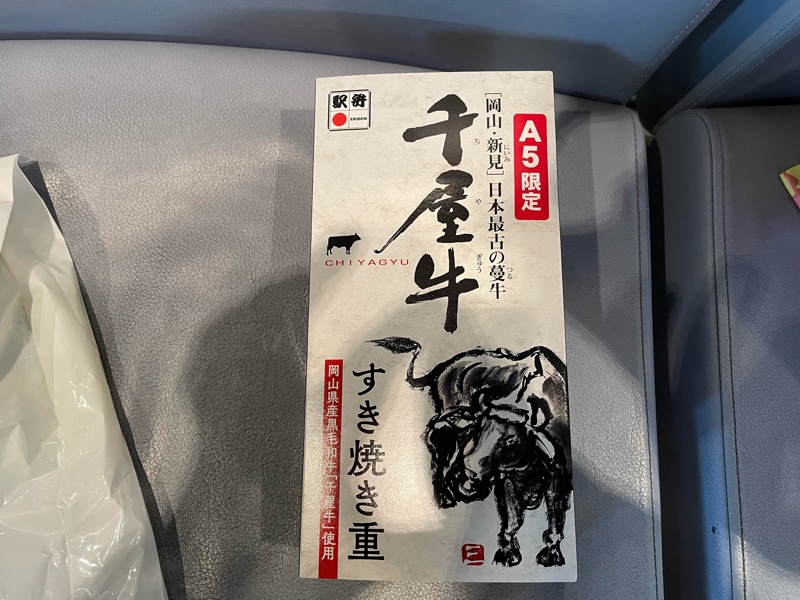 駅弁
EKIBEN
A5限定
[岡山・新見]日本最古の蔓牛
にいみ
つる
ぎゅう
千屋牛
ち
や
CHIYAGYU
すき焼き重
岡山県産黒毛和牛「千屋牛」使用
三